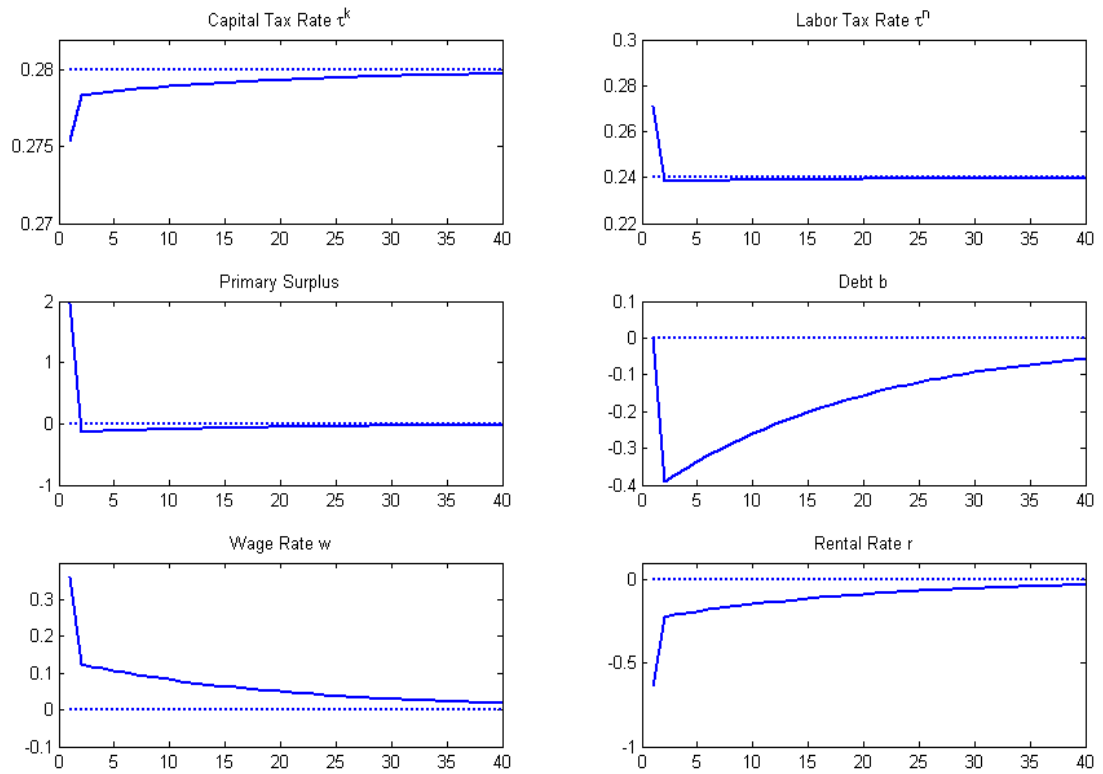 Capital Tax Rate τ^k
0.28
0.275
0.27
0 5 10 15 20 25 30 35 40
Labor Tax Rate τ^n
0.3
0.28
0.26
0.24
0.22
0 5 10 15 20 25 30 35 40
Primary Surplus
2
1
0
-1
0 5 10 15 20 25 30 35 40
Debt b
0.1
0
-0.1
-0.2
-0.3
-0.4
0 5 10 15 20 25 30 35 40
Wage Rate w
0.3
0.2
0.1
0
-0.1
0 5 10 15 20 25 30 35 40
Rental Rate r
0
-0.5
-1
0 5 10 15 20 25 30 35 40